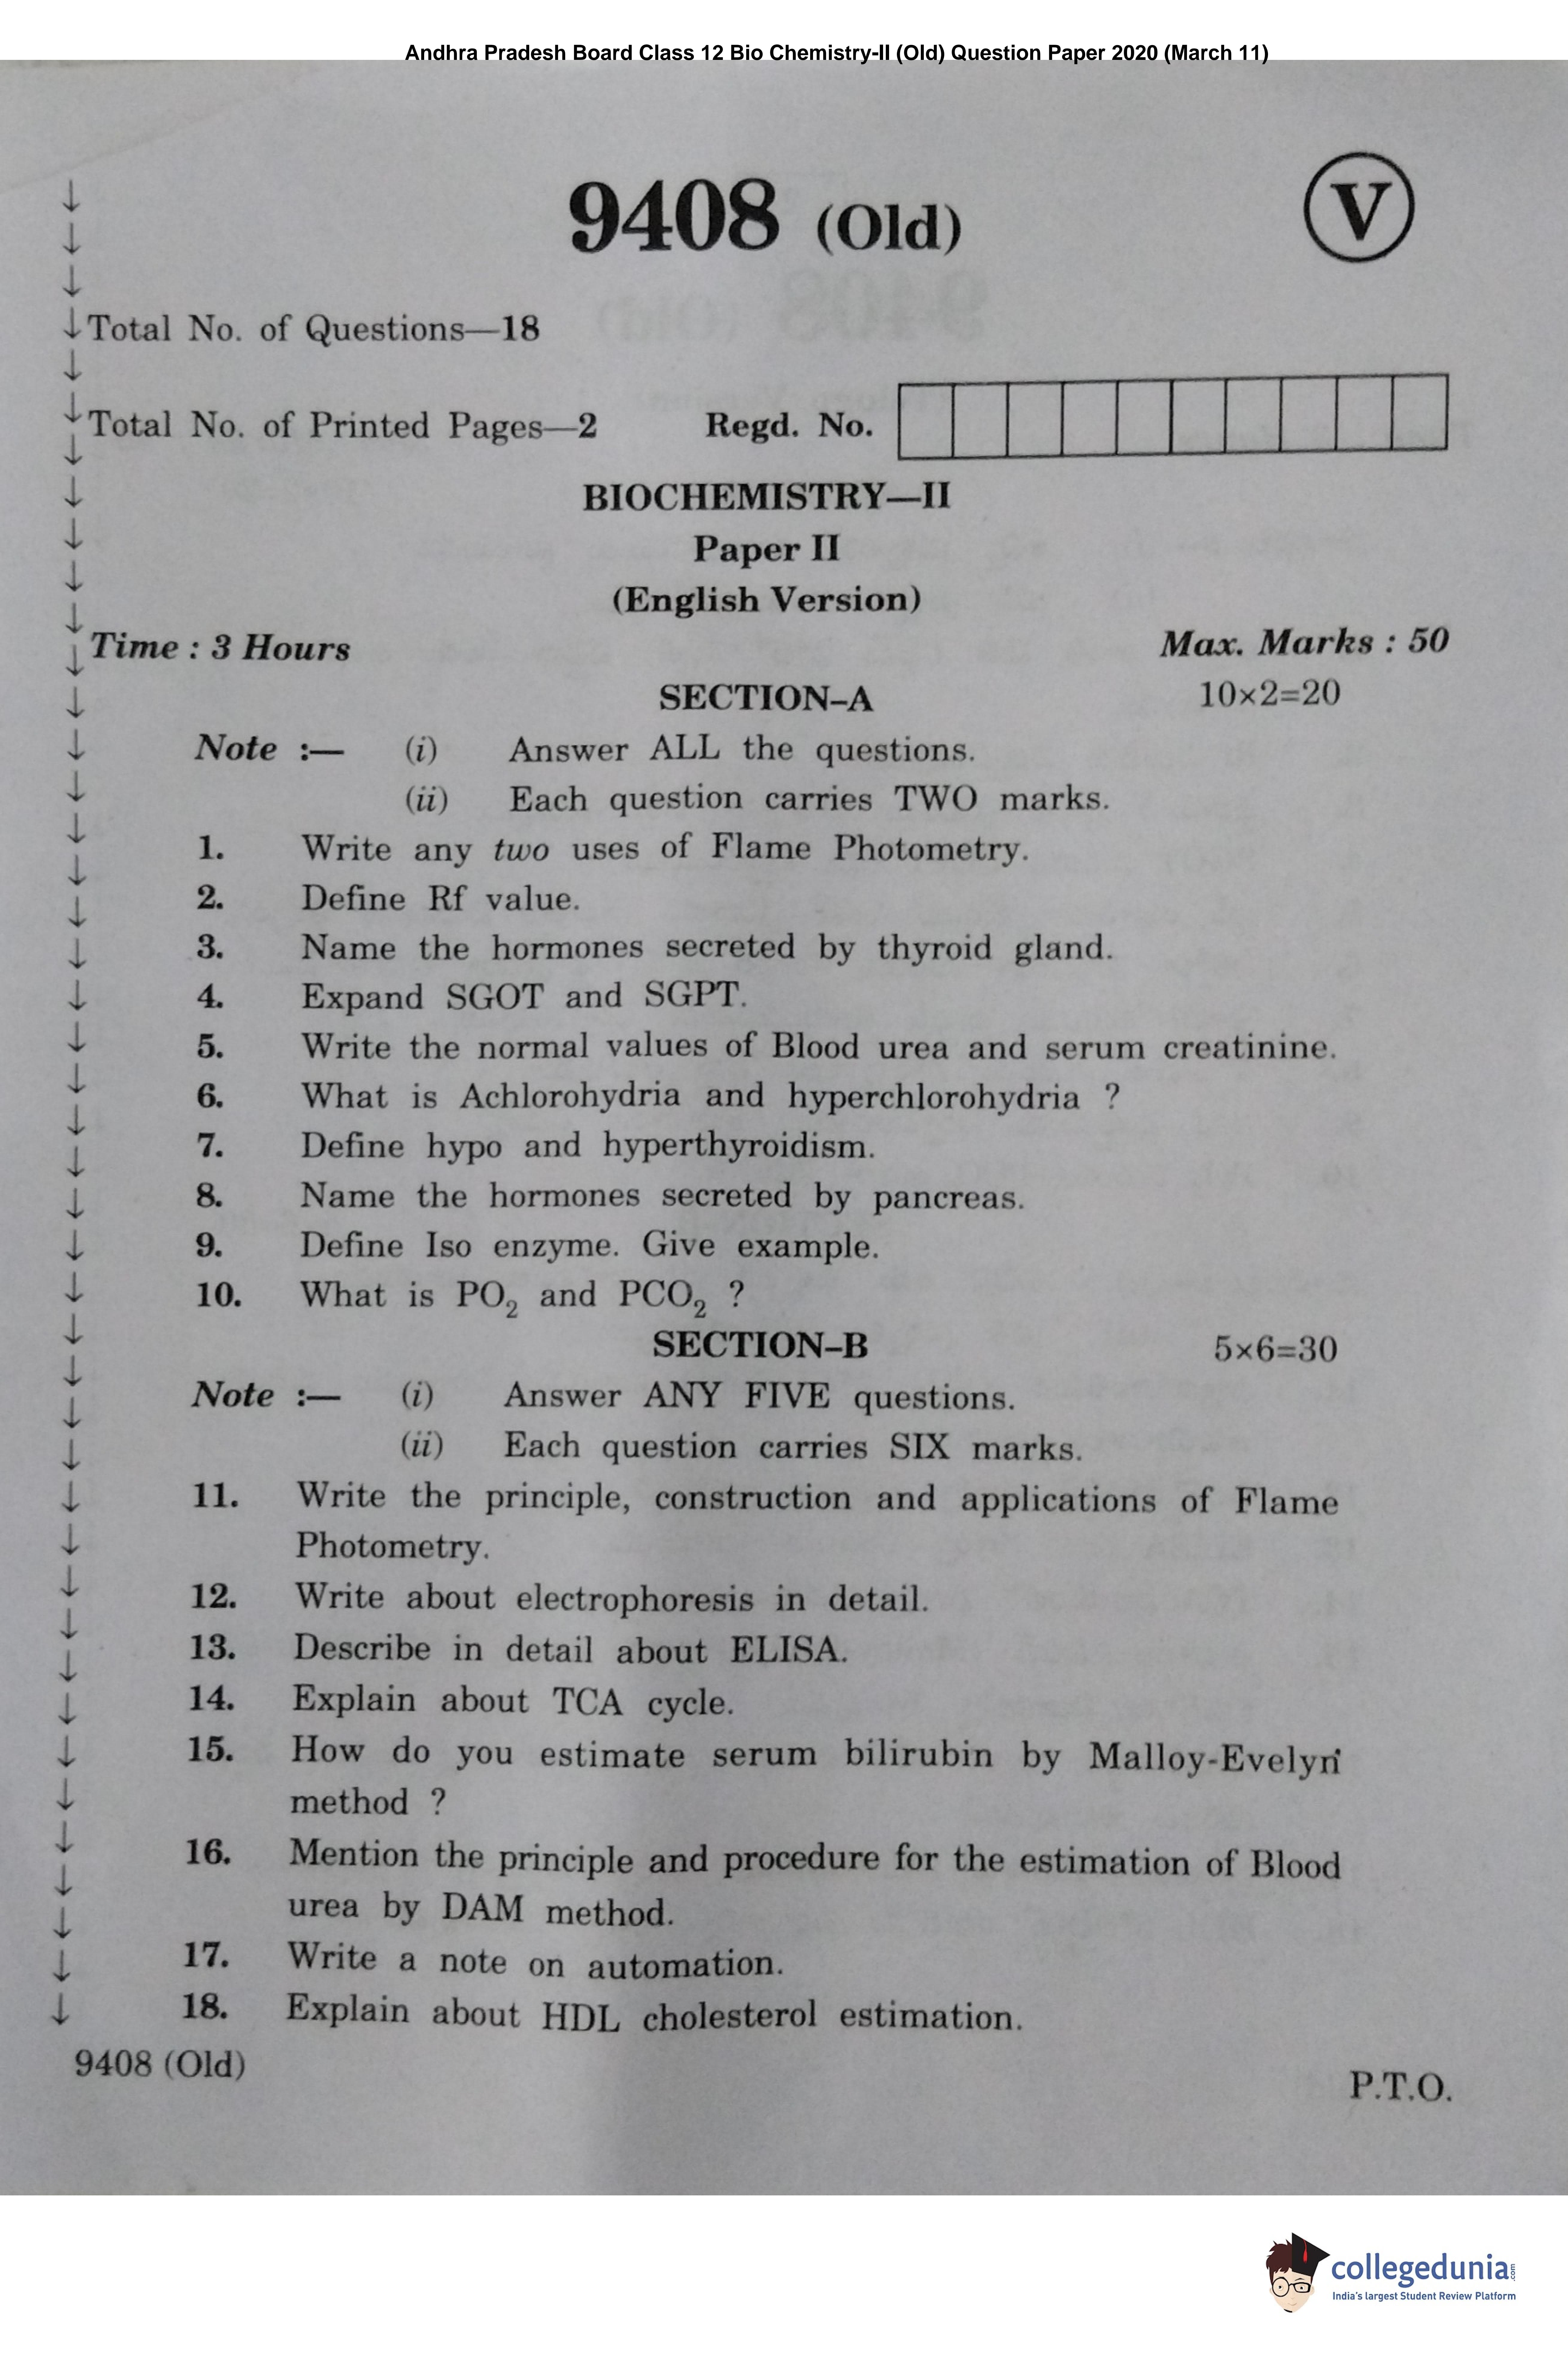 Andhra Pradesh Board Class 12 Bio Chemistry-II (Old) Question Paper 2020 (March 11)
9408 (Old)
V
Total No. of Questions—18
Total No. of Printed Pages—2 Regd. No.
BIOCHEMISTRY—II
Paper II
(English Version)
Time : 3 Hours Max. Marks : 50
SECTION–A 10×2=20
Note :— (i) Answer ALL the questions.
(ii) Each question carries TWO marks.
1. Write any two uses of Flame Photometry.
2. Define Rf value.
3. Name the hormones secreted by thyroid gland.
4. Expand SGOT and SGPT.
5. Write the normal values of Blood urea and serum creatinine.
6. What is Achlorohydria and hyperchlorohydria ?
7. Define hypo and hyperthyroidism.
8. Name the hormones secreted by pancreas.
9. Define Iso enzyme. Give example.
10. What is PO₂ and PCO₂ ?
SECTION–B 5×6=30
Note :— (i) Answer ANY FIVE questions.
(ii) Each question carries SIX marks.
11. Write the principle, construction and applications of Flame
Photometry.
12. Write about electrophoresis in detail.
13. Describe in detail about ELISA.
14. Explain about TCA cycle.
15. How do you estimate serum bilirubin by Malloy-Evelyn
method ?
16. Mention the principle and procedure for the estimation of Blood
urea by DAM method.
17. Write a note on automation.
18. Explain about HDL cholesterol estimation.
9408 (Old)
P.T.O.
collegedunia.com
India's largest Student Review Platform